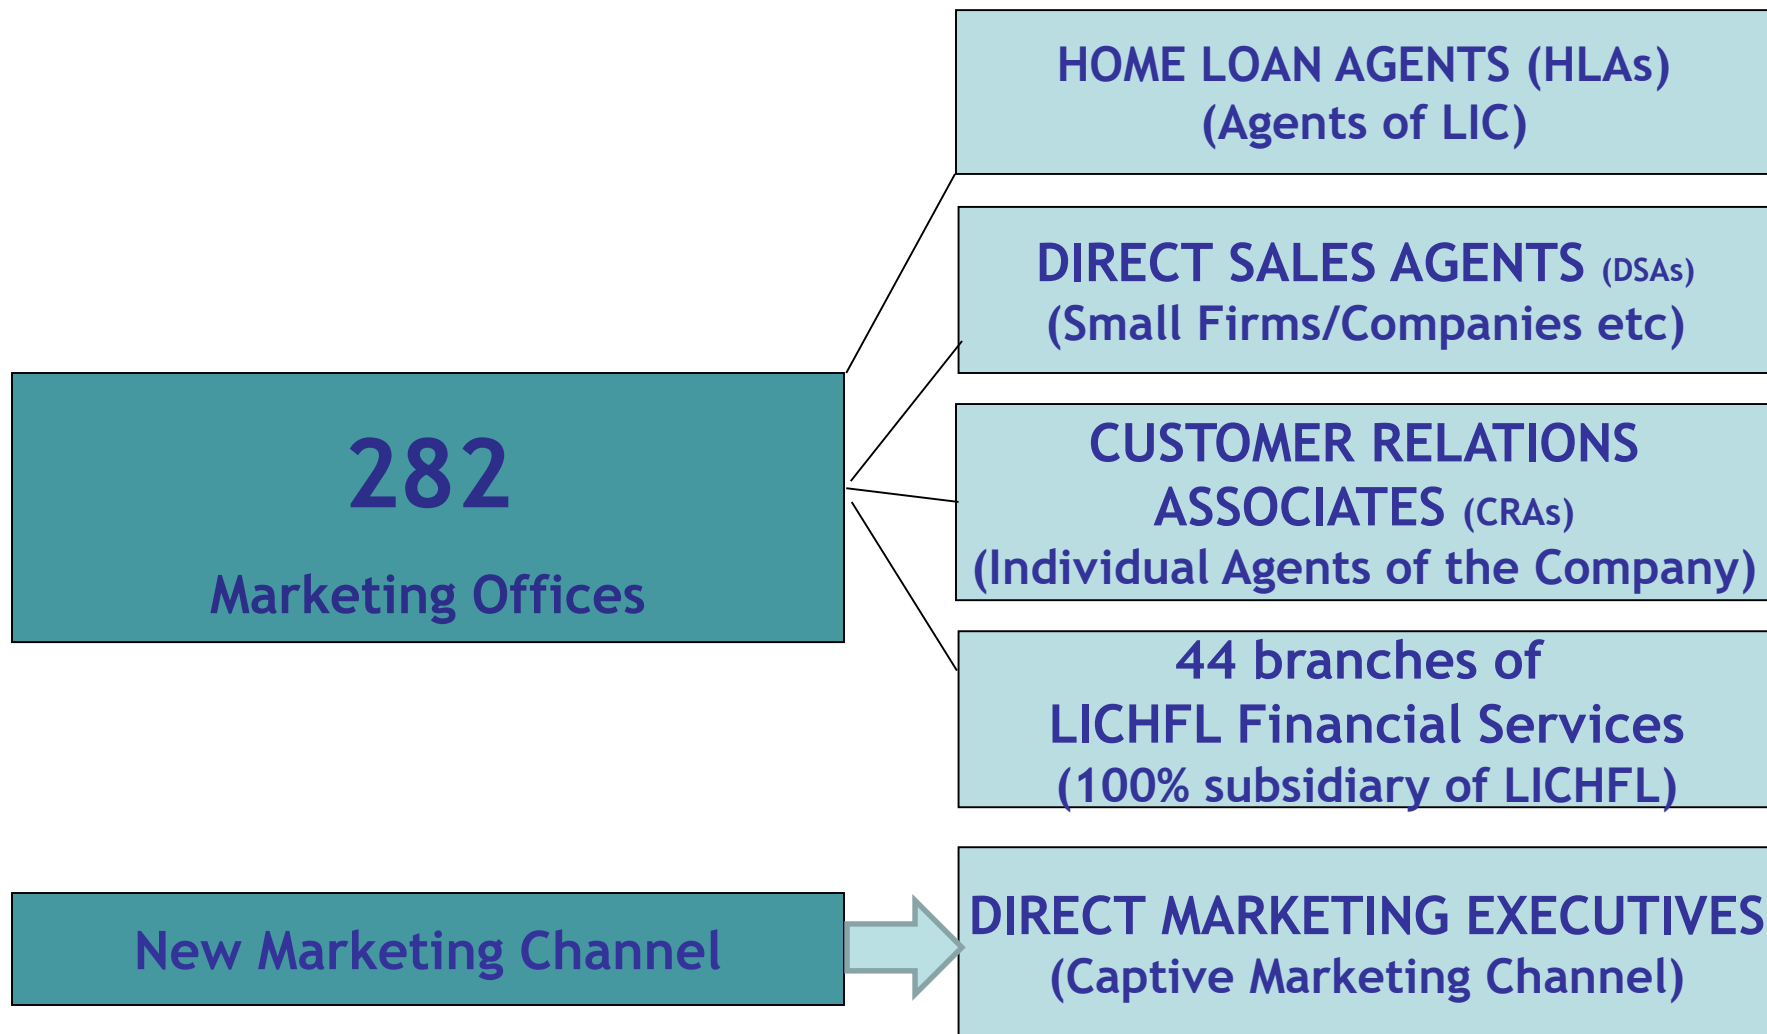 HOME LOAN AGENTS (HLAs)
(Agents of LIC)
DIRECT SALES AGENTS (DSAs)
(Small Firms/Companies etc)
282
Marketing Offices
CUSTOMER RELATIONS
ASSOCIATES (CRAs)
(Individual Agents of the Company)
44 branches of
LICHFL Financial Services
(100% subsidiary of LICHFL)
New Marketing Channel
DIRECT MARKETING EXECUTIVES
(Captive Marketing Channel)